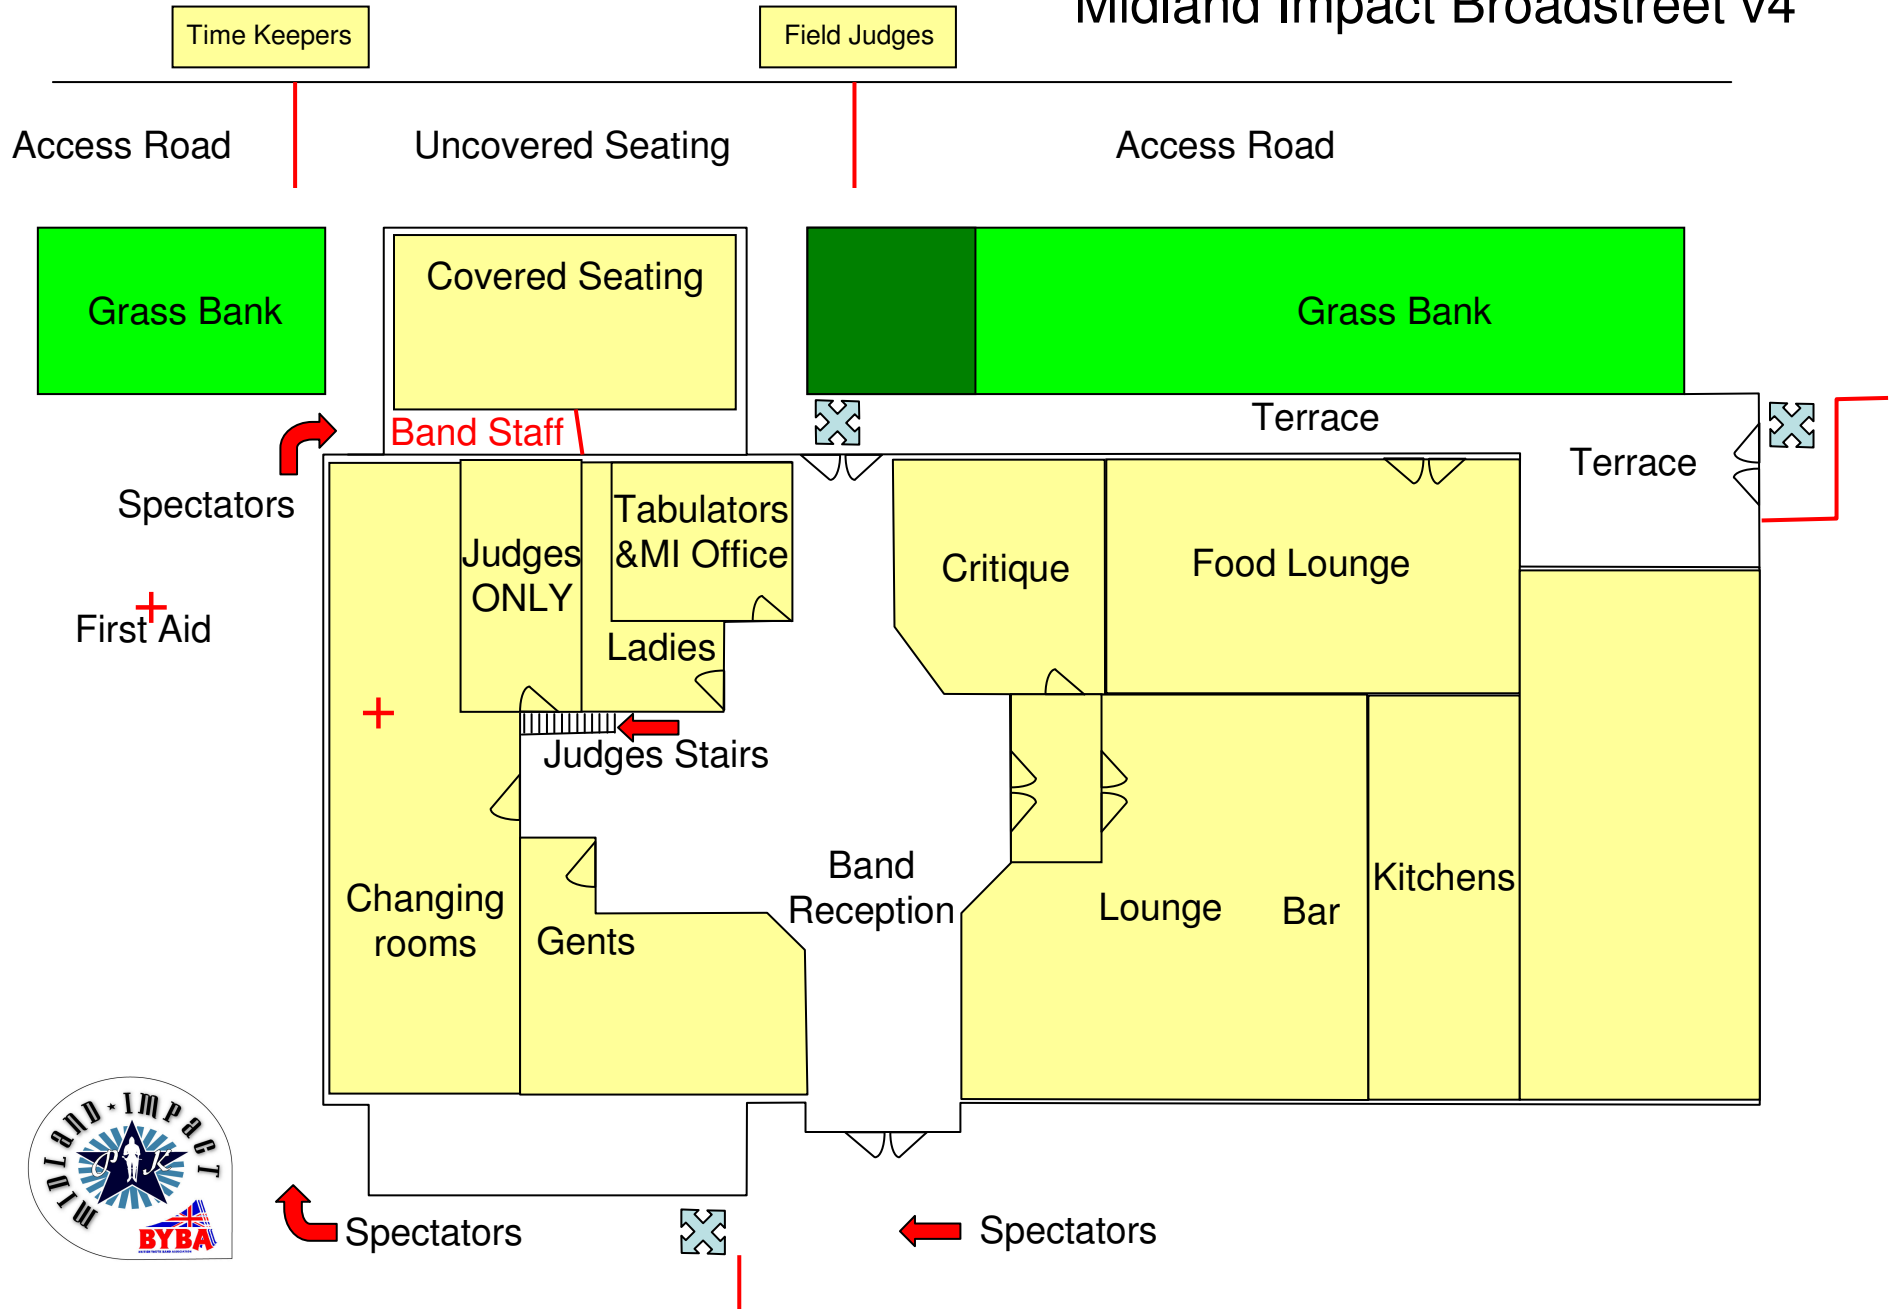 Midland Impact Broadstreet v4
Time Keepers
Field Judges
Access Road
Uncovered Seating
Access Road
Grass Bank
Covered Seating
Grass Bank
Band Staff
Terrace
Terrace
Spectators
Tabulators
&MI Office
Judges
ONLY
Critique
Food Lounge
First Aid
Ladies
Judges Stairs
Band
Reception
Changing
rooms
Gents
Lounge
Bar
Kitchens
MIDLAND ★ IMPACT
BYBA
Spectators
Spectators